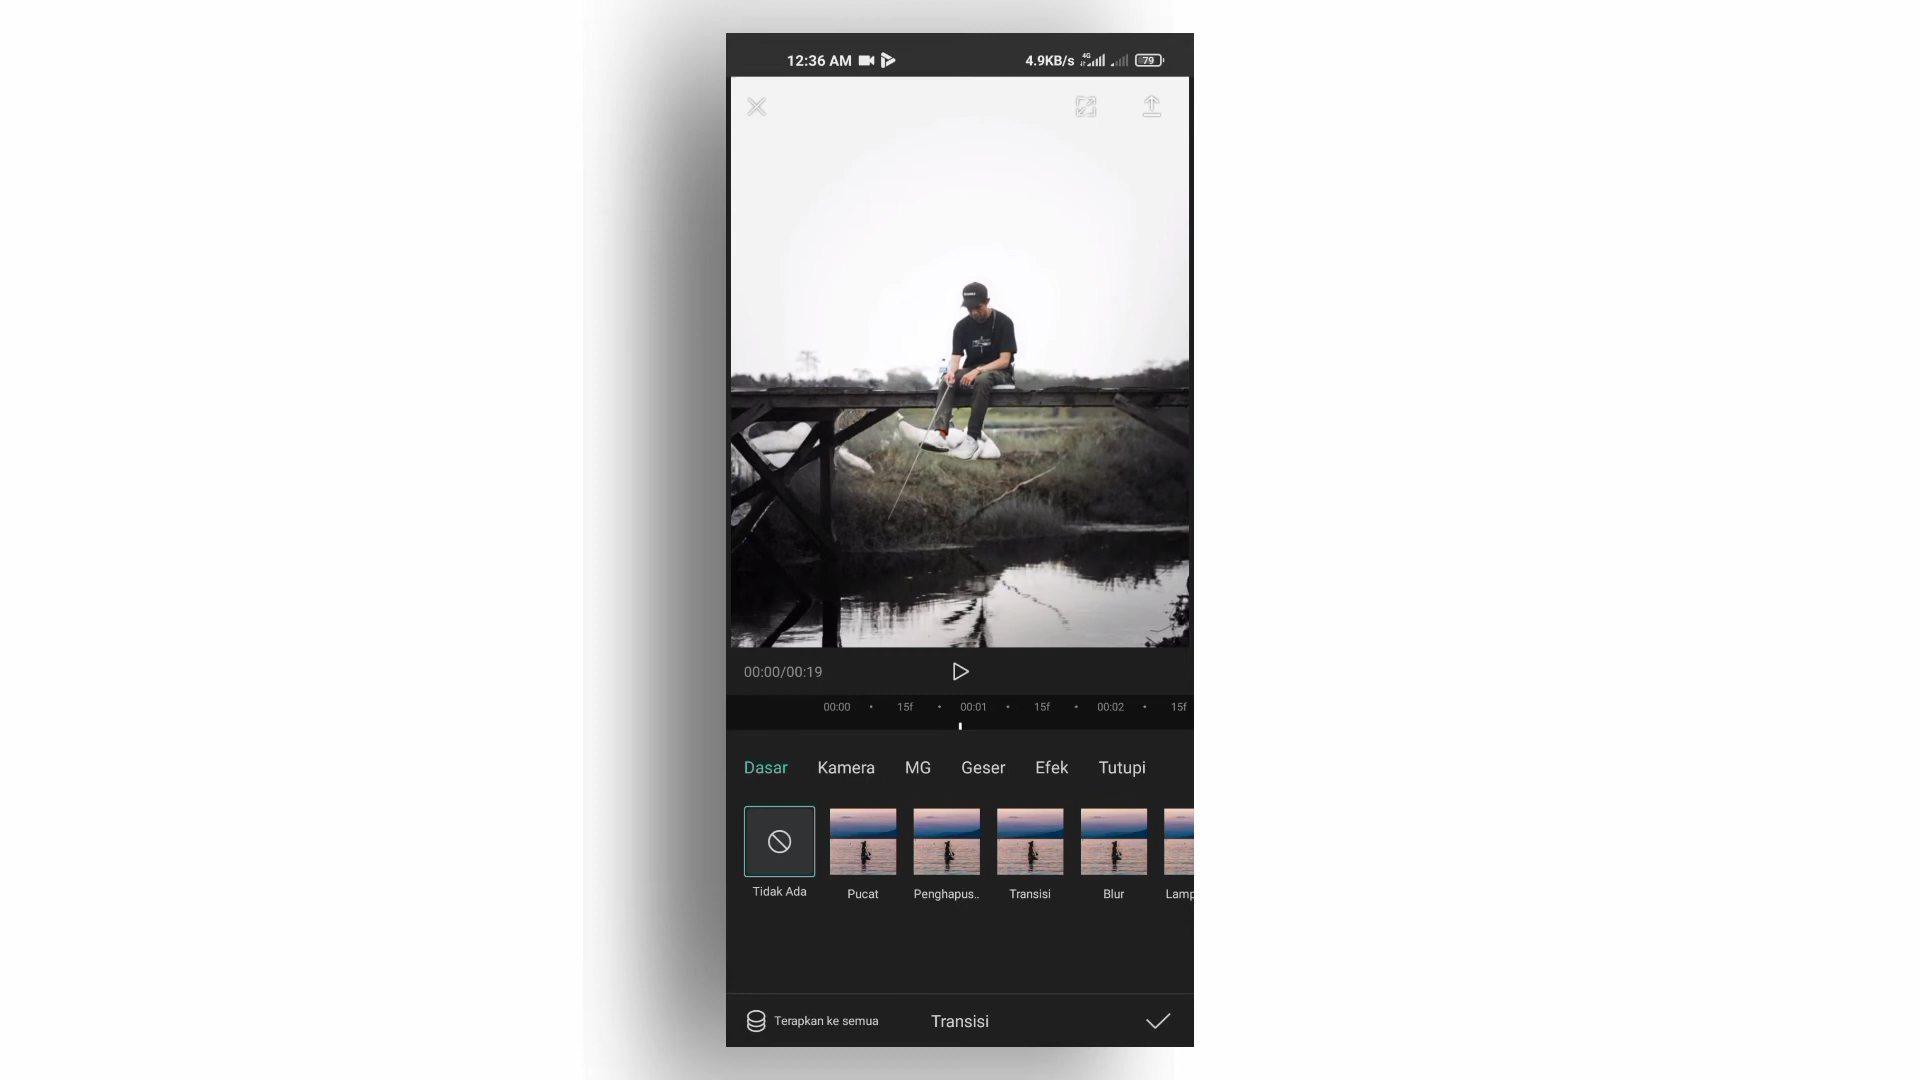 12:36 AM 4.9KB/s 4G 79
00:00/00:19
00:00 15f 00:01 15f 00:02 15f
Dasar Kamera MG Geser Efek Tutupi
Tidak Ada Pucat Penghapus.. Transisi Blur Lamp
Terapkan ke semua Transisi